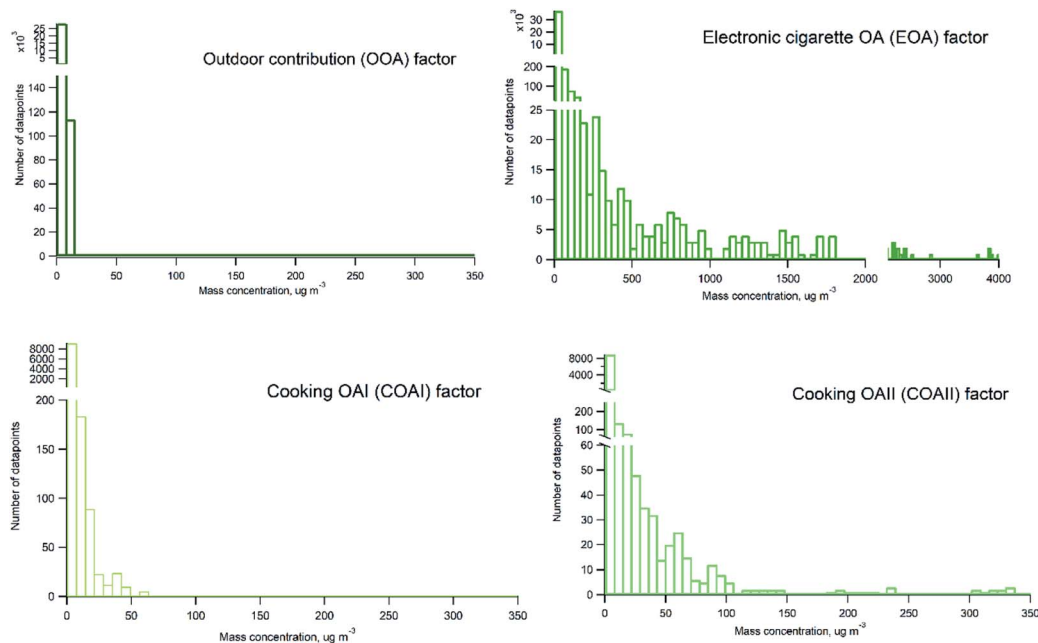 Outdoor contribution (OOA) factor
x10³
25
20
15
10
5
140
120
100
80
60
40
20
0
Number of datapoints
0 50 100 150 200 250 300 350
Mass concentration, ug m⁻³
Electronic cigarette OA (EOA) factor
x10³
30
10
200
100
25
20
15
10
5
0
Number of datapoints
0 500 1000 1500 2000 3000 4000
Mass concentration, ug m⁻³
Cooking OAI (COAI) factor
8000
6000
4000
2000
200
150
100
50
0
Number of datapoints
0 50 100 150 200 250 300 350
Mass concentration, ug m⁻³
Cooking OAII (COAII) factor
8000
4000
200
100
60
50
40
30
20
10
0
Number of datapoints
0 50 100 150 200 250 300 350
Mass concentration, ug m⁻³